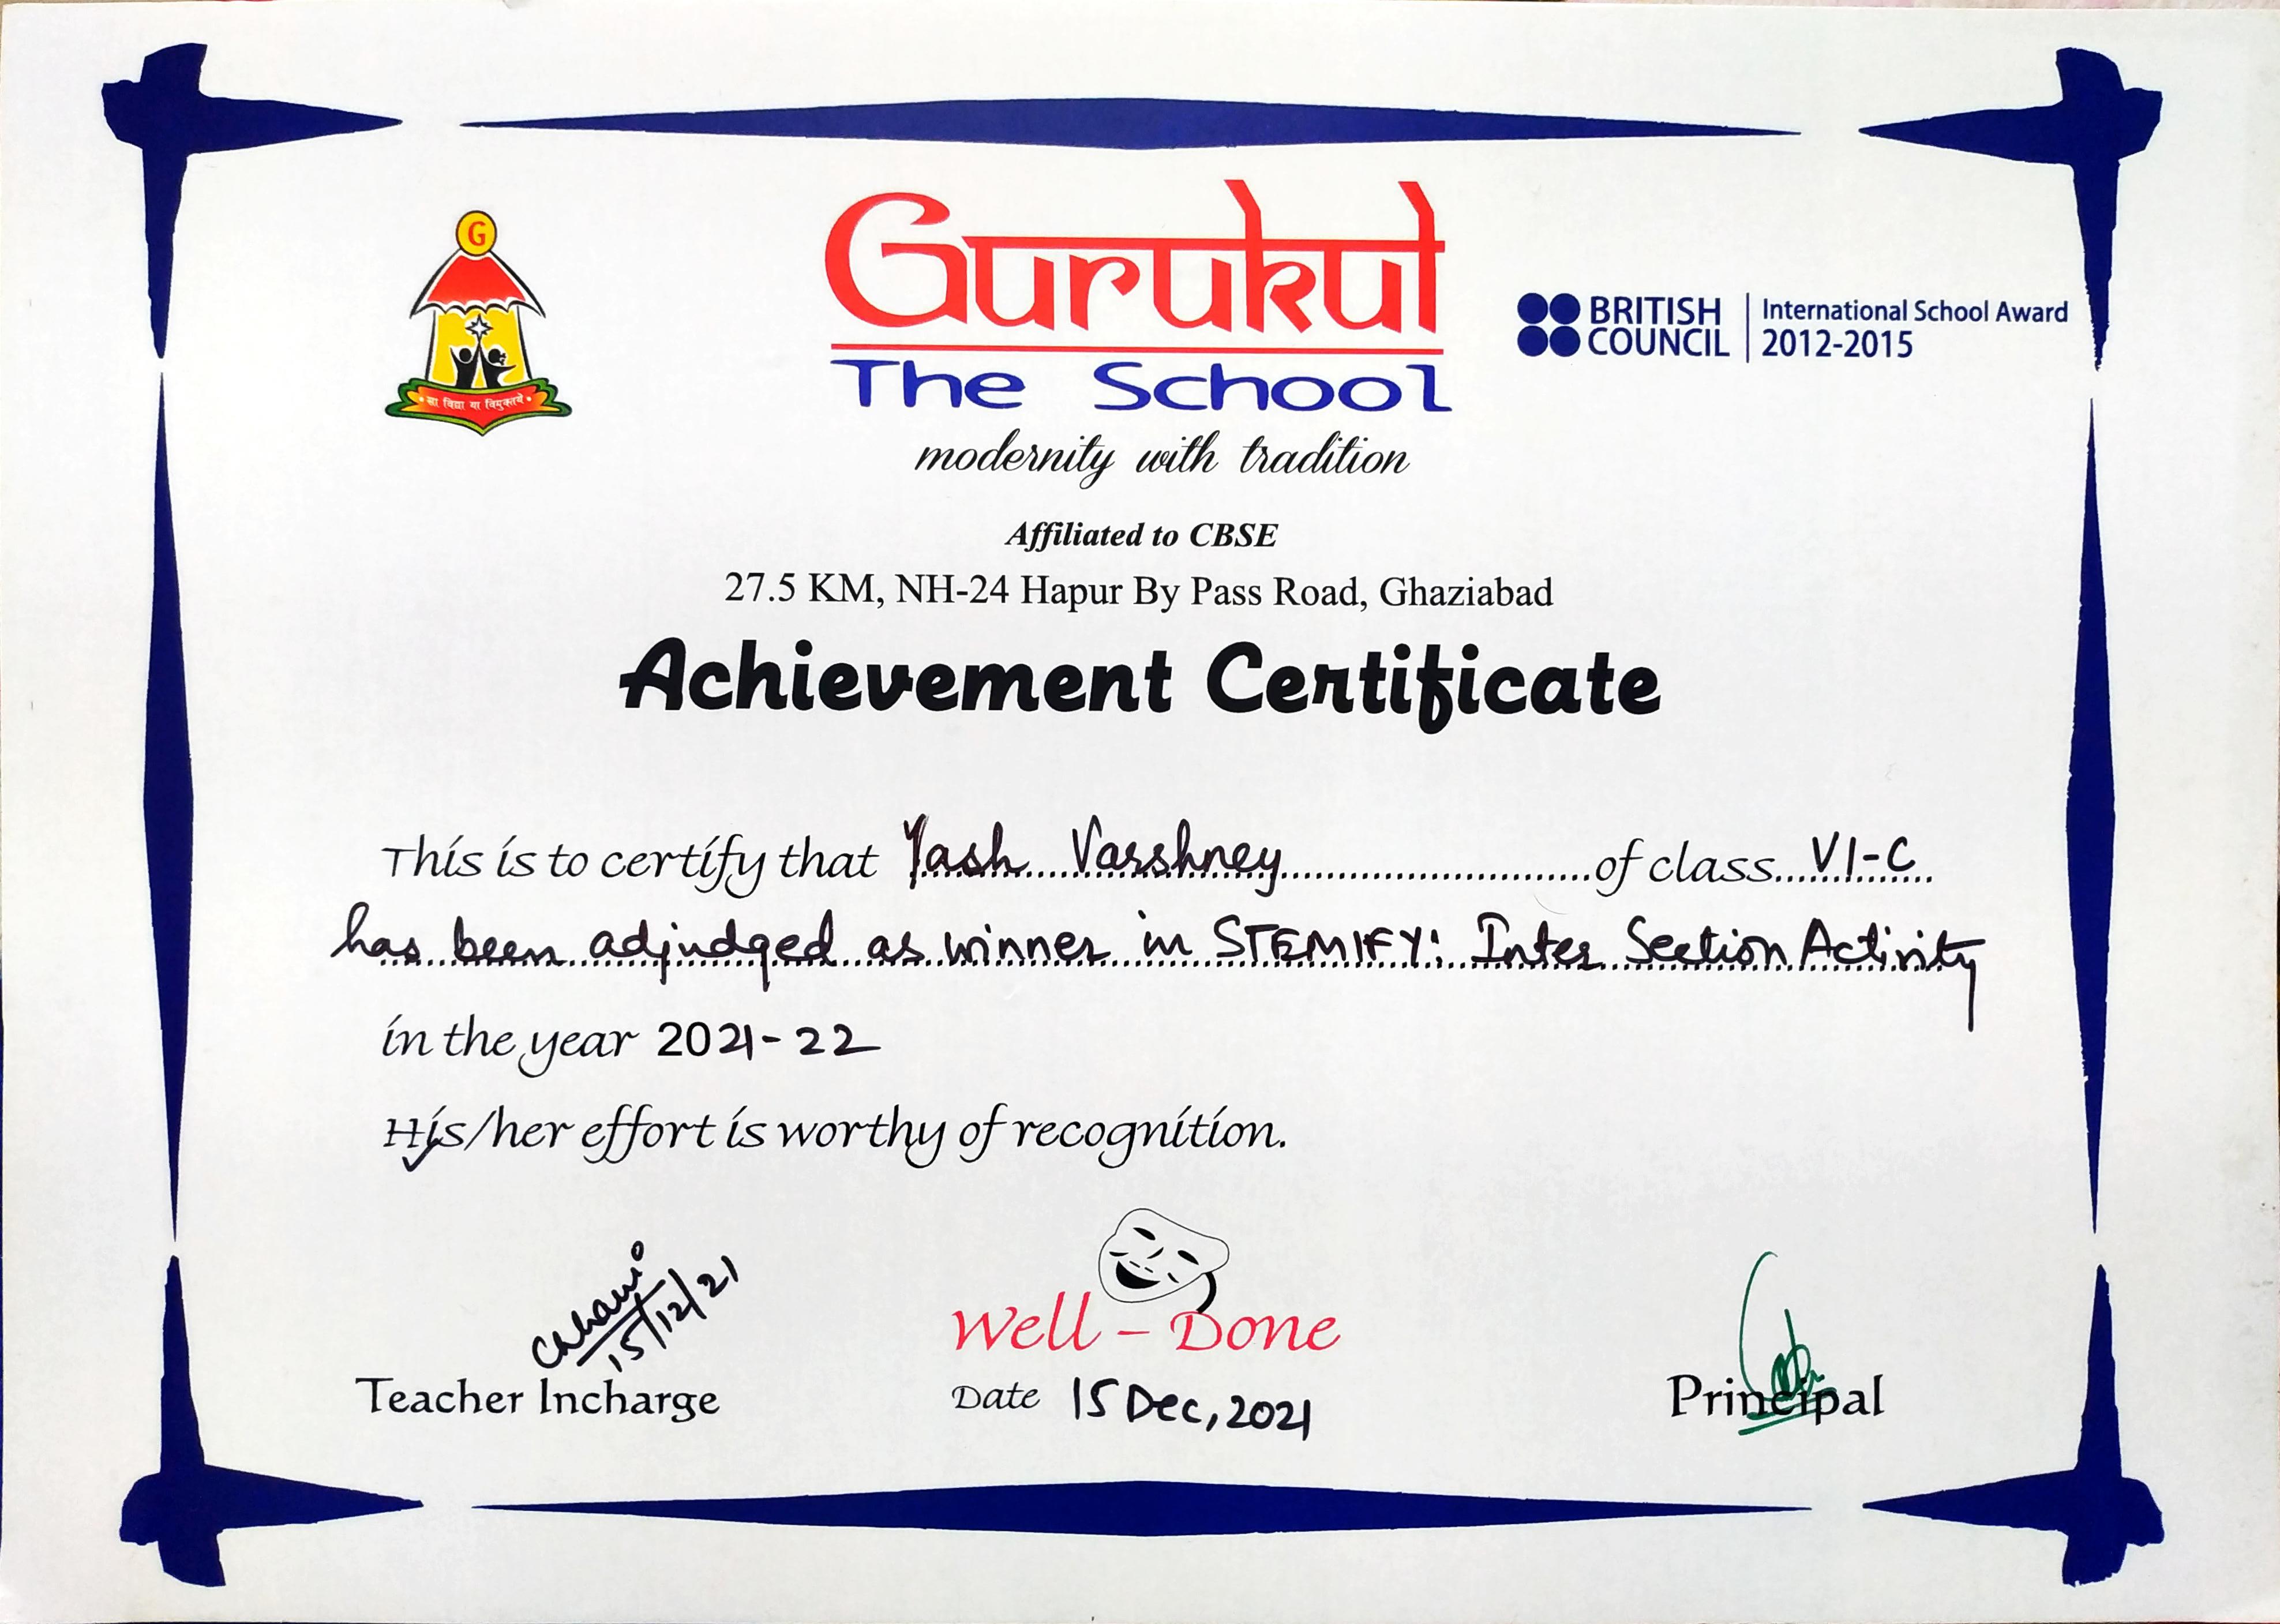 G
सा विद्या या विमुक्तये
Gurukul
The School
modernity with tradition
BRITISH COUNCIL
International School Award
2012-2015
Affiliated to CBSE
27.5 KM, NH-24 Hapur By Pass Road, Ghaziabad
Achievement Certificate
This is to certify that Yash Varshney of class VI-C
has been adjudged as winner in STEMIFY: Inter Section Activity
in the year 2021-22
His/her effort is worthy of recognition.
15/12/21
Well - Done
Teacher Incharge
Date 15 Dec, 2021
Principal